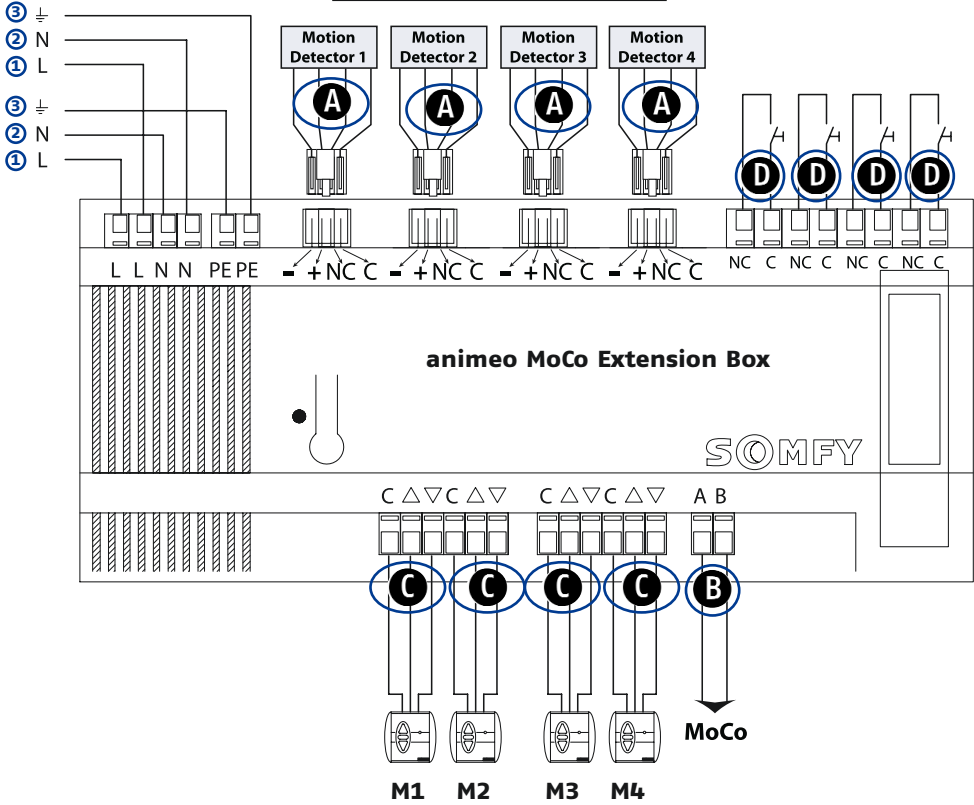 ③ ⏚
② N
① L
③ ⏚
② N
① L
Motion Detector 1
Motion Detector 2
Motion Detector 3
Motion Detector 4
A A A A
D D D D
L L N N PE PE
- + NC C - + NC C - + NC C - + NC C
NC C NC C NC C NC C
animeo MoCo Extension Box
SOMFY
C △ ▽ C △ ▽ C △ ▽ C △ ▽ A B
C C C C B
MoCo
M1 M2 M3 M4